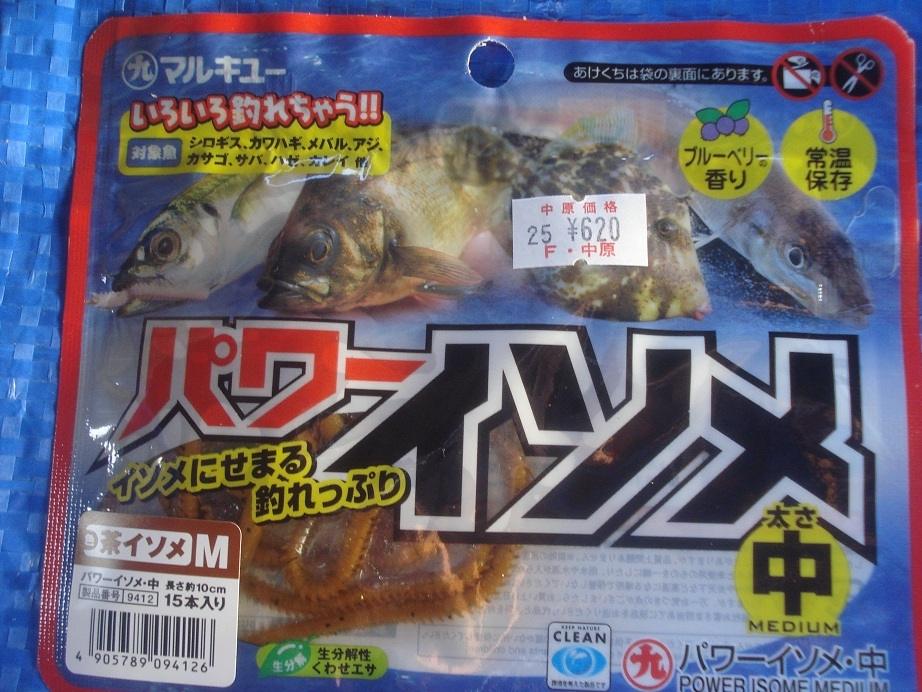 九 マルキュー
あけくちは袋の裏面にあります。
いろいろ釣れちゃう!!
対象魚
シロギス、カワハギ、メバル、アジ、
カサゴ、サバ、ハゼ、カレイ 他
ブルーベリーの
香り
常温
保存
中原価格
25 ¥620
F・中原
パワーイソメ
イソメにせまる
釣れっぷり
太さ
中
MEDIUM
茶イソメ M
パワーイソメ・中 長さ約10cm
製品番号 9412 15本入り
4 905789 094126
生分解
生分解性
くわせエサ
KEEP NATURE
CLEAN
九 パワーイソメ・中
POWER ISOME MEDIUM